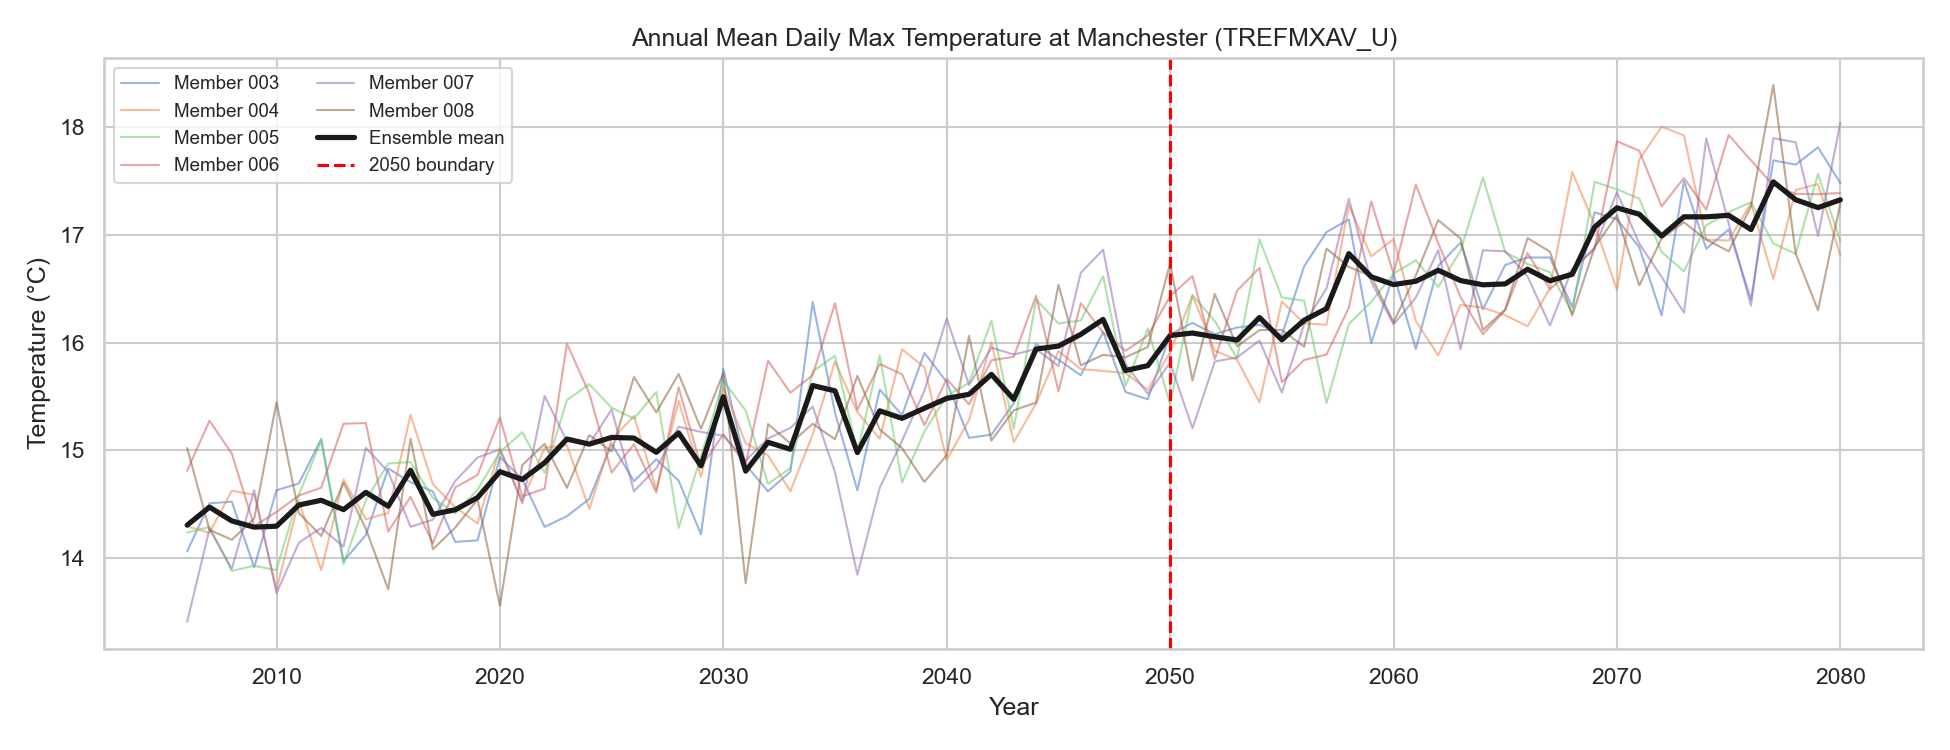 Annual Mean Daily Max Temperature at Manchester (TREFMXAV_U)
Member 003
Member 004
Member 005
Member 006
Member 007
Member 008
Ensemble mean
2050 boundary
Temperature (°C)
18
17
16
15
14
2010
2020
2030
2040
2050
2060
2070
2080
Year